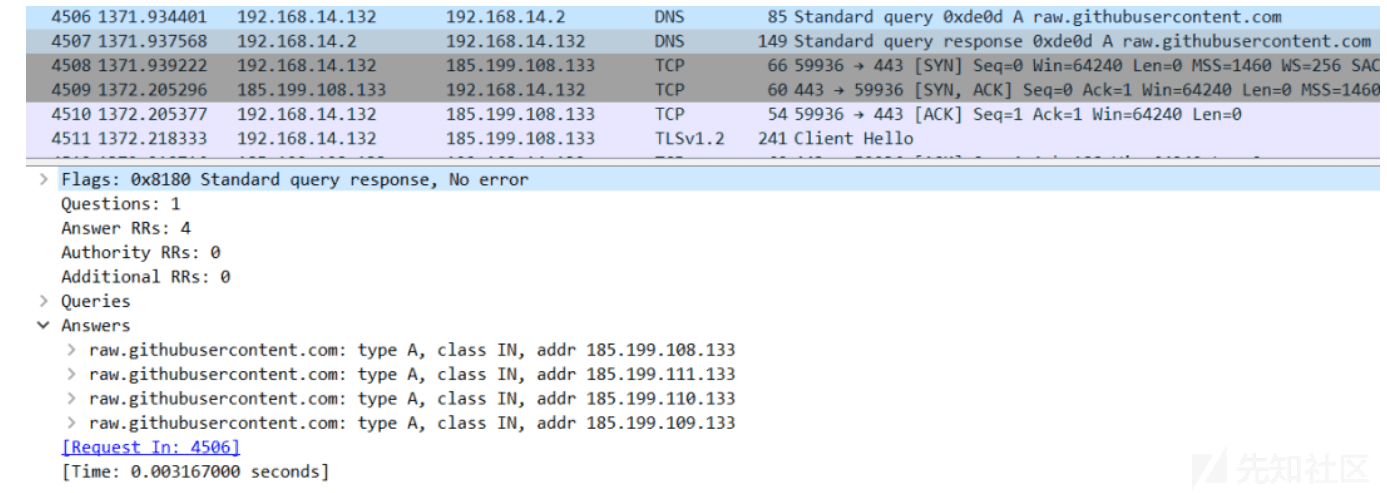 4506 1371.934401 192.168.14.132 192.168.14.2 DNS 85 Standard query 0xde0d A raw.githubusercontent.com
4507 1371.937568 192.168.14.2 192.168.14.132 DNS 149 Standard query response 0xde0d A raw.githubusercontent.com
4508 1371.939222 192.168.14.132 185.199.108.133 TCP 66 59936 → 443 [SYN] Seq=0 Win=64240 Len=0 MSS=1460 WS=256 SAC
4509 1372.205296 185.199.108.133 192.168.14.132 TCP 60 443 → 59936 [SYN, ACK] Seq=0 Ack=1 Win=64240 Len=0 MSS=1460
4510 1372.205377 192.168.14.132 185.199.108.133 TCP 54 59936 → 443 [ACK] Seq=1 Ack=1 Win=64240 Len=0
4511 1372.218333 192.168.14.132 185.199.108.133 TLSv1.2 241 Client Hello
Flags: 0x8180 Standard query response, No error
Questions: 1
Answer RRs: 4
Authority RRs: 0
Additional RRs: 0
Queries
Answers
raw.githubusercontent.com: type A, class IN, addr 185.199.108.133
raw.githubusercontent.com: type A, class IN, addr 185.199.111.133
raw.githubusercontent.com: type A, class IN, addr 185.199.110.133
raw.githubusercontent.com: type A, class IN, addr 185.199.109.133
[Request In: 4506]
[Time: 0.003167000 seconds]
先知社区